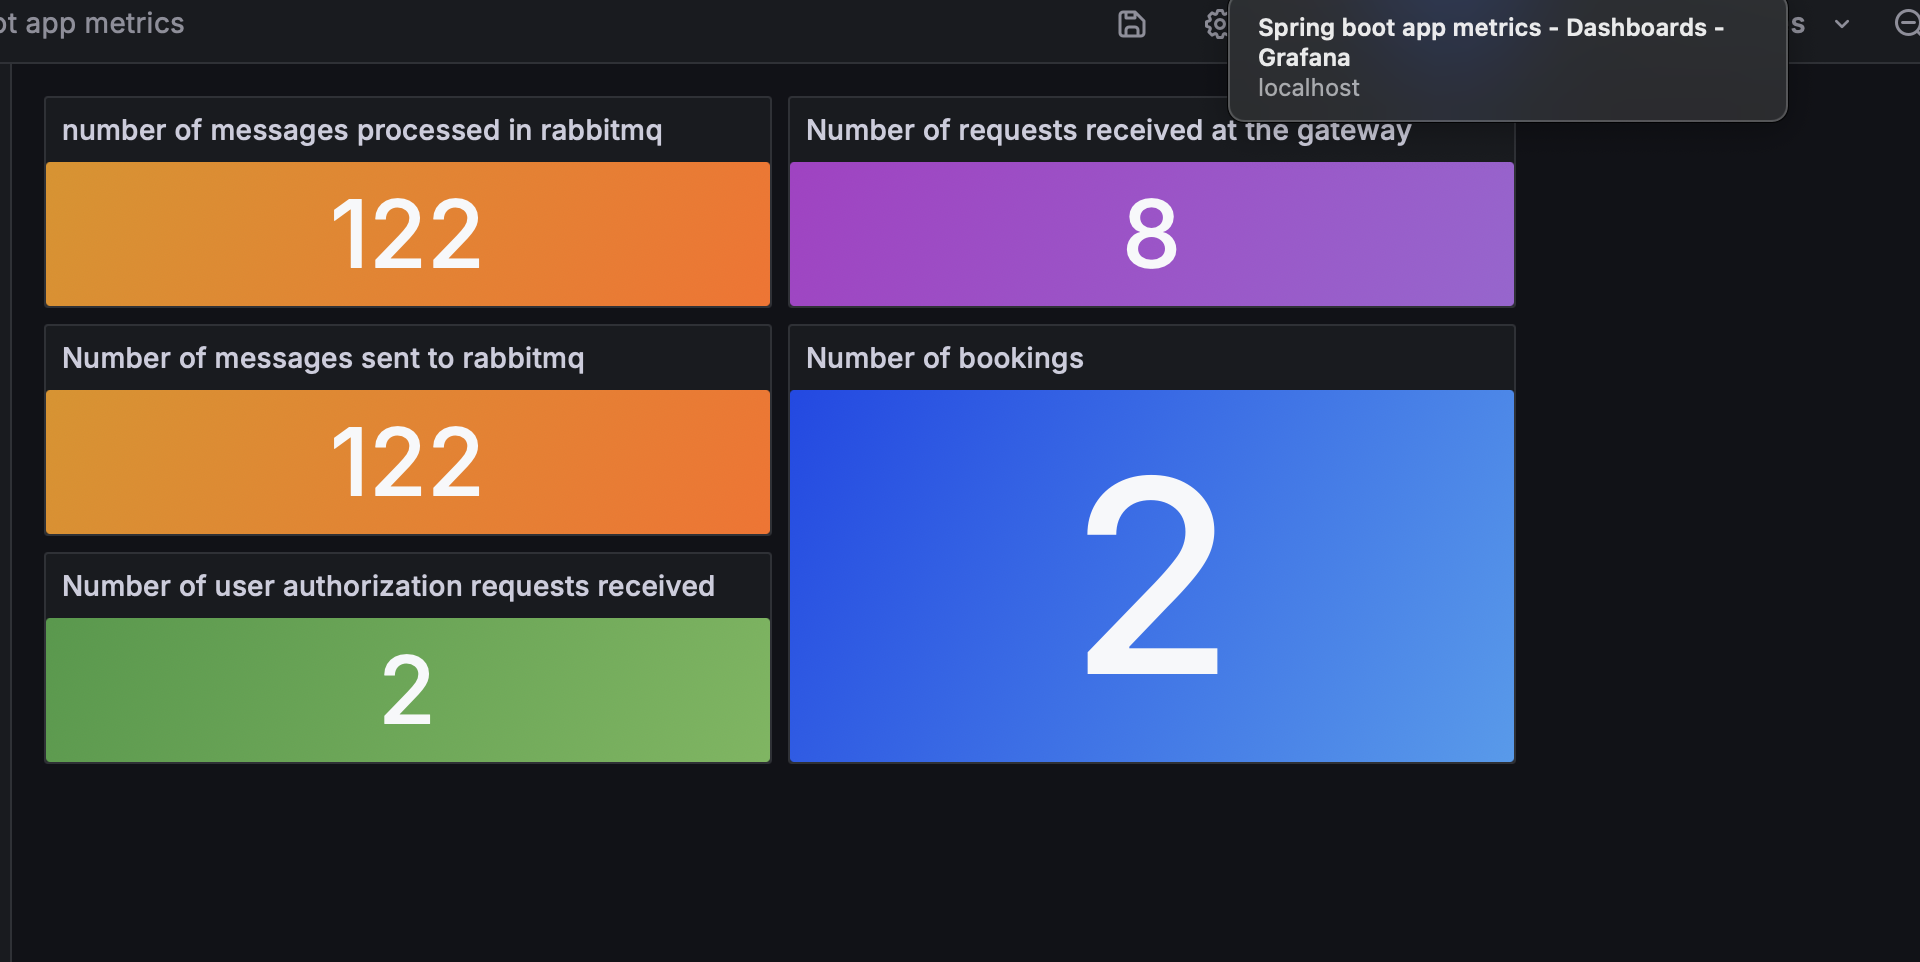 ot app metrics
Spring boot app metrics - Dashboards -
Grafana
localhost
s
number of messages processed in rabbitmq
122
Number of requests received at the gateway
8
Number of messages sent to rabbitmq
122
Number of bookings
2
Number of user authorization requests received
2